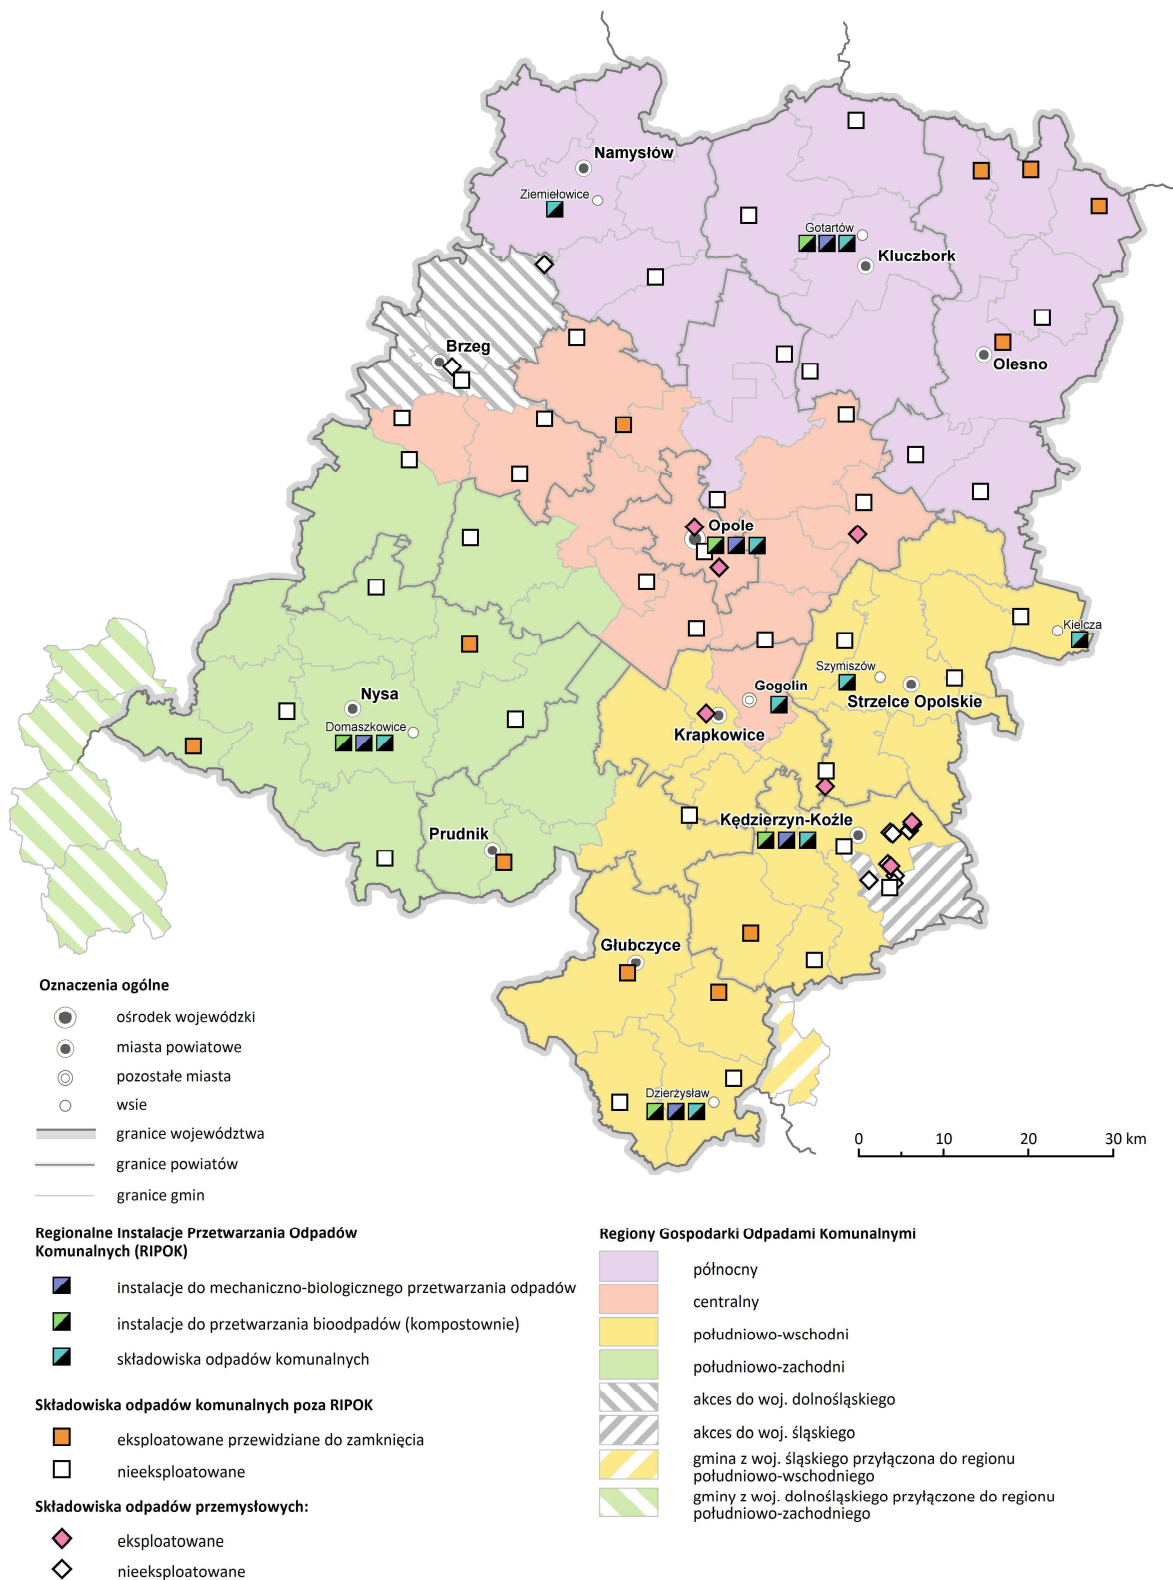 Namysłów
Ziemiełowice
Gotartów
Kluczbork
Brzeg
Olesno
Opole
Kielcza
Szymiszów
Nysa
Gogolin
Strzelce Opolskie
Domaszkowice
Krapkowice
Prudnik
Kędzierzyn-Koźle
Głubczyce
Dzierżysław
0 10 20 30 km
Oznaczenia ogólne
ośrodek wojewódzki
miasta powiatowe
pozostałe miasta
wsie
granice województwa
granice powiatów
granice gmin
Regionalne Instalacje Przetwarzania Odpadów
Komunalnych (RIPOK)
instalacje do mechaniczno-biologicznego przetwarzania odpadów
instalacje do przetwarzania bioodpadów (kompostownie)
składowiska odpadów komunalnych
Składowiska odpadów komunalnych poza RIPOK
eksploatowane przewidziane do zamknięcia
nieeksploatowane
Składowiska odpadów przemysłowych:
eksploatowane
nieeksploatowane
Regiony Gospodarki Odpadami Komunalnymi
północny
centralny
południowo-wschodni
południowo-zachodni
akces do woj. dolnośląskiego
akces do woj. śląskiego
gmina z woj. śląskiego przyłączona do regionu
południowo-wschodniego
gminy z woj. dolnośląskiego przyłączone do regionu
południowo-zachodniego